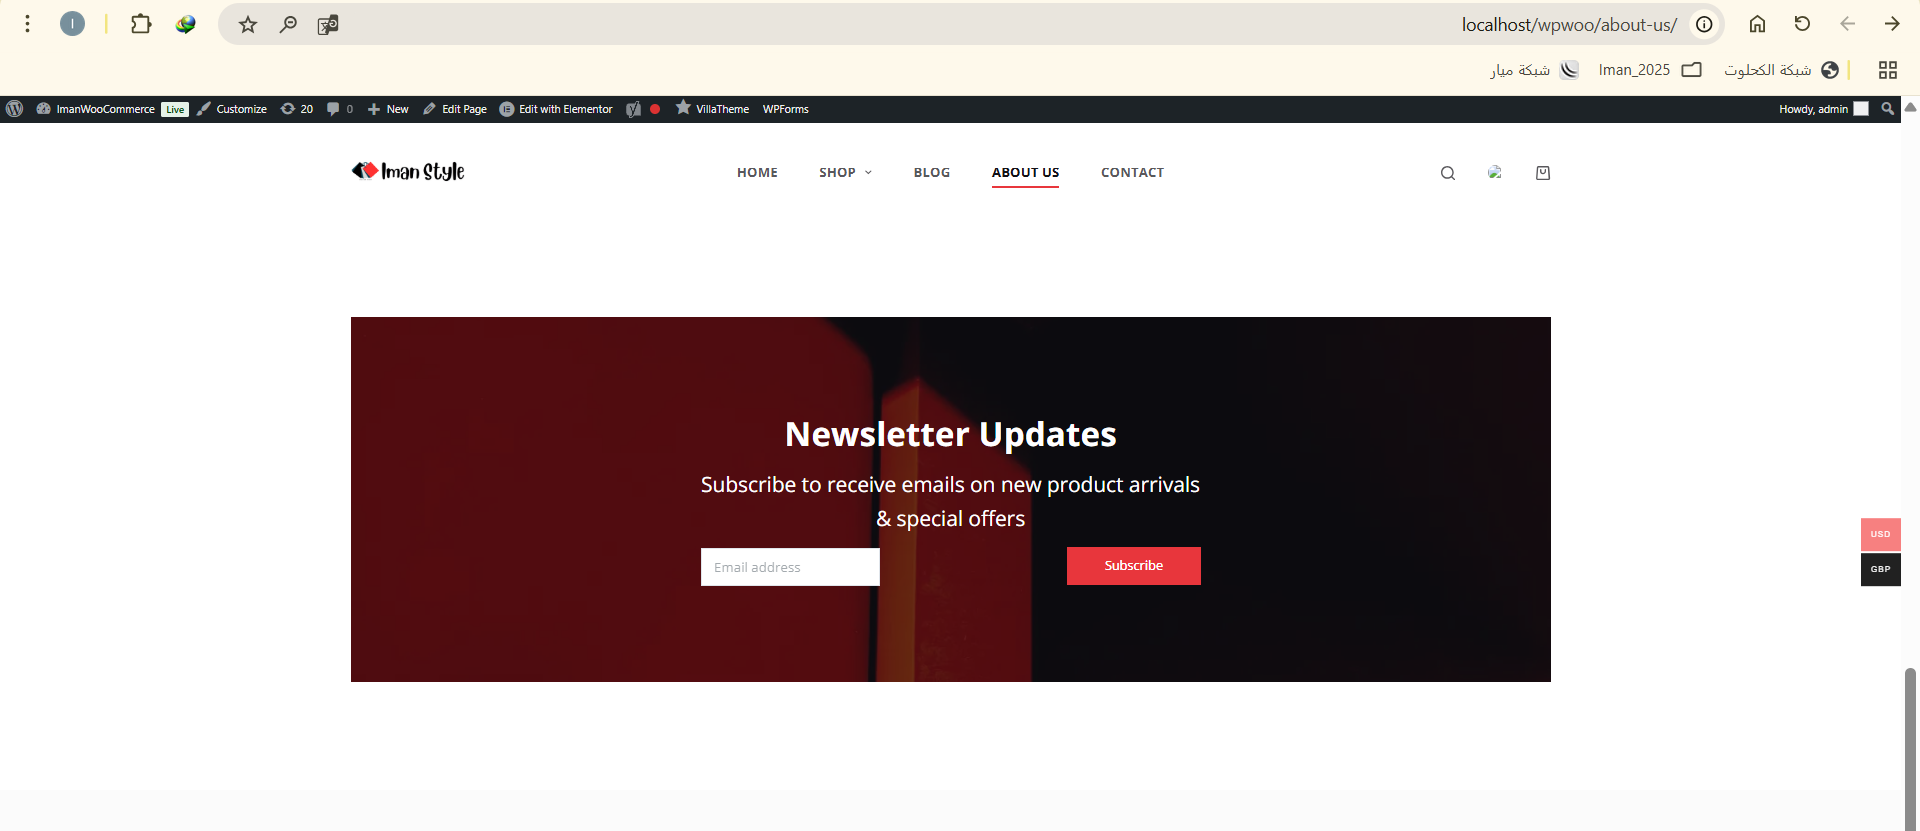 localhost/wpwoo/about-us/
شبكة الكحلوت
Iman_2025
شبكة ميار
ImanWooCommerce Live Customize 20 0 New Edit Page Edit with Elementor VillaTheme WPForms Howdy, admin
Iman Style HOME SHOP BLOG ABOUT US CONTACT
Newsletter Updates
Subscribe to receive emails on new product arrivals
& special offers
Email address Subscribe
USD
GBP